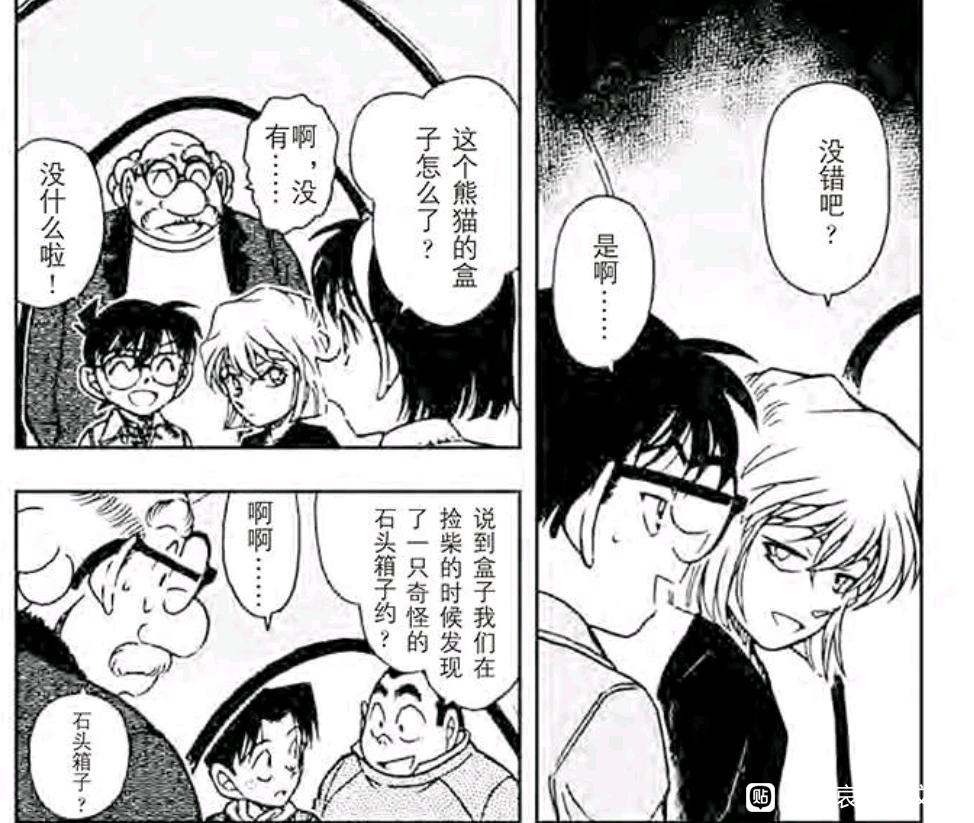 没错吧？
是啊……
这个熊猫的盒
子怎么了？
啊，没
有……
没什么啦！
说到盒子我们在
捡柴的时候发现
了一只奇怪的
石头箱子约？
啊啊……
石头箱子？
贴